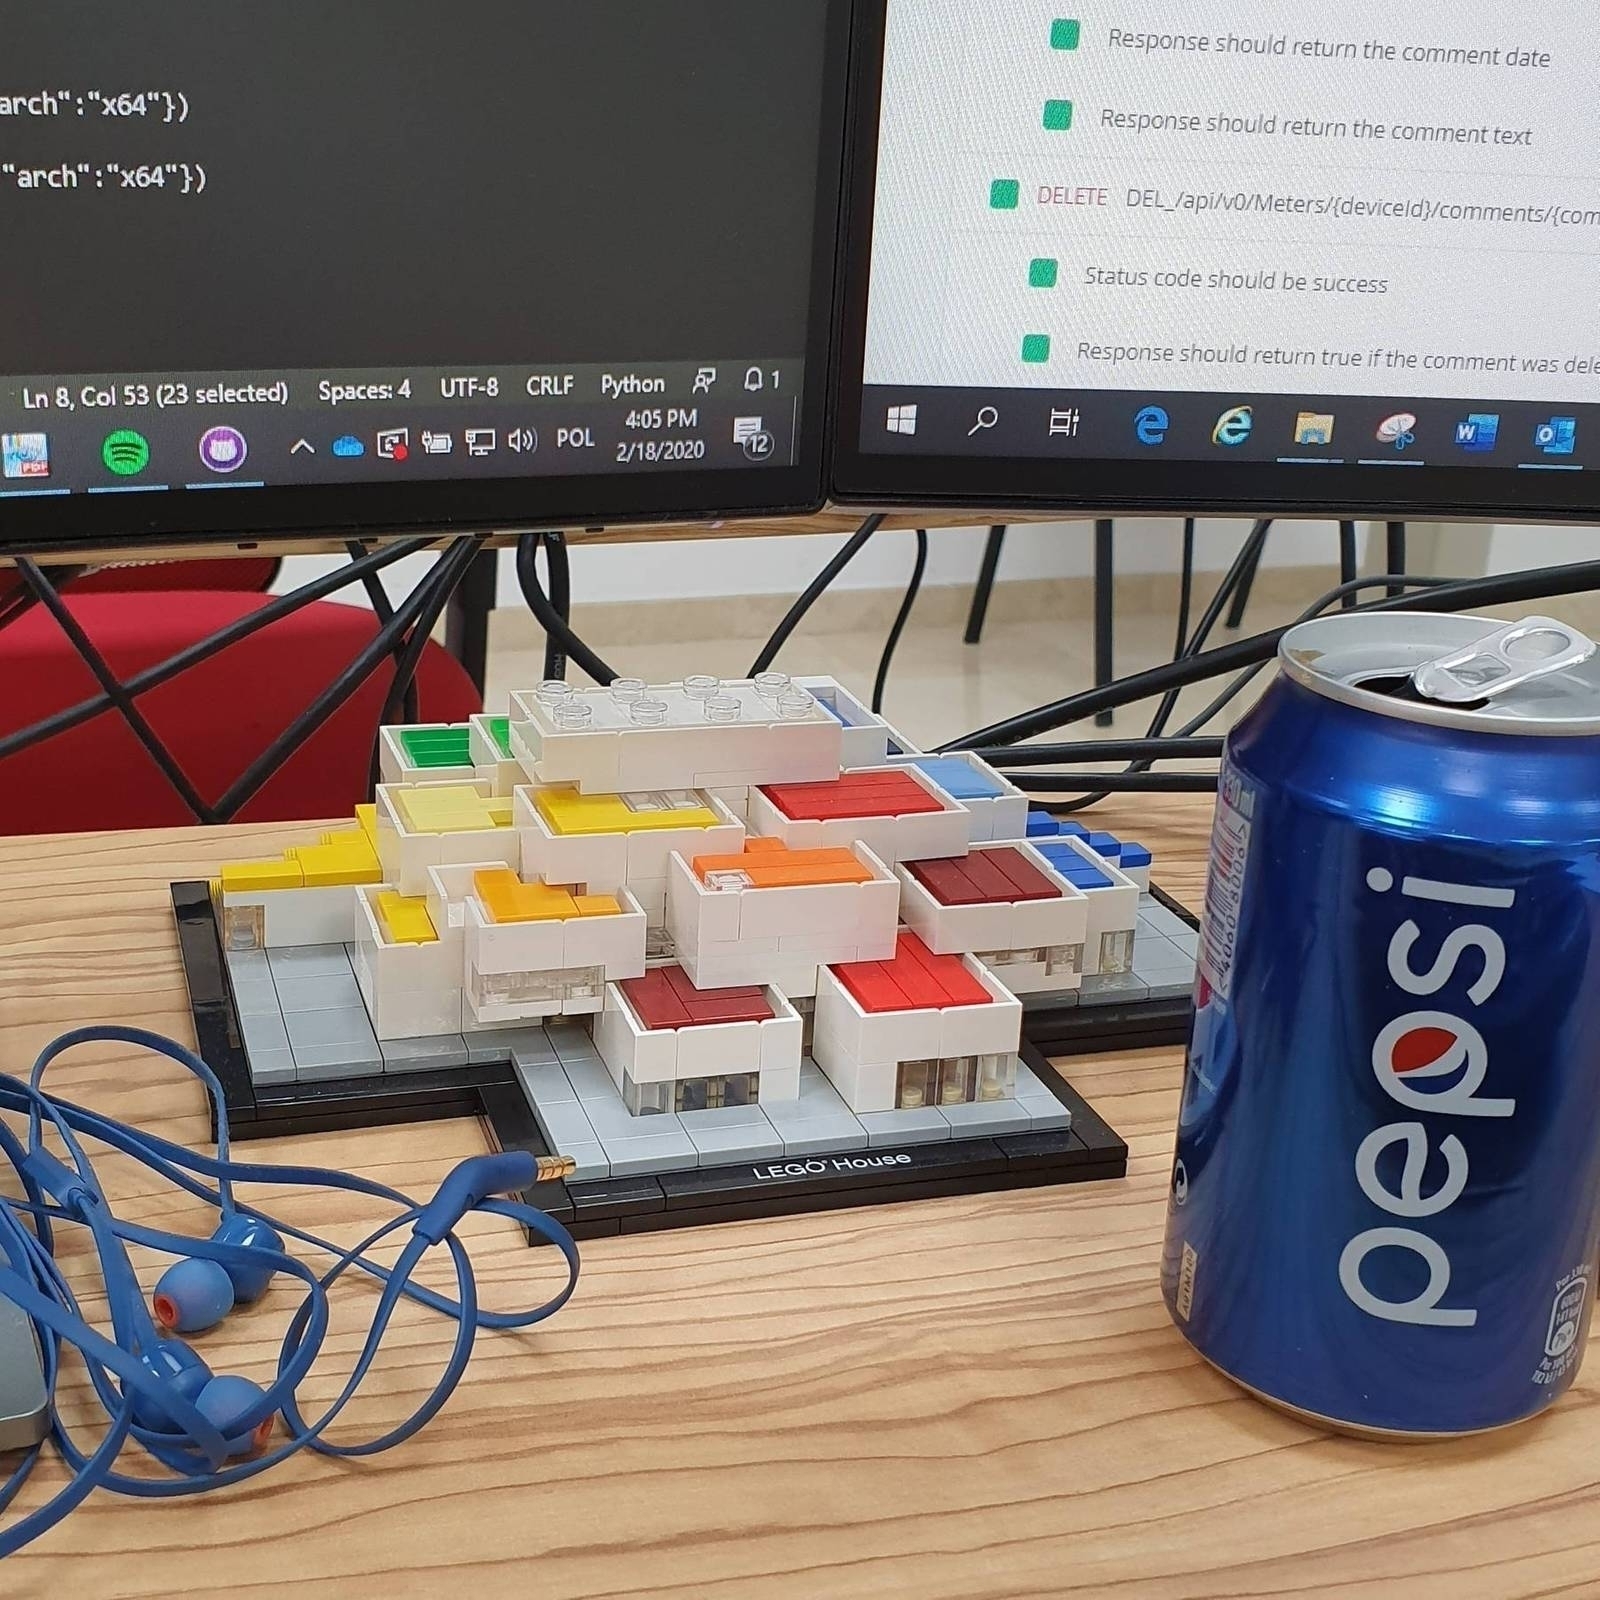 arch":"x64"})
"arch":"x64"})
Ln 8, Col 53 (23 selected) Spaces: 4 UTF-8 CRLF Python 1
POL 4:05 PM
2/18/2020 12
Response should return the comment date
Response should return the comment text
DELETE DEL_/api/v0/Meters/{deviceId}/comments/{com
Status code should be success
Response should return true if the comment was dele
LEGO House
pepsi